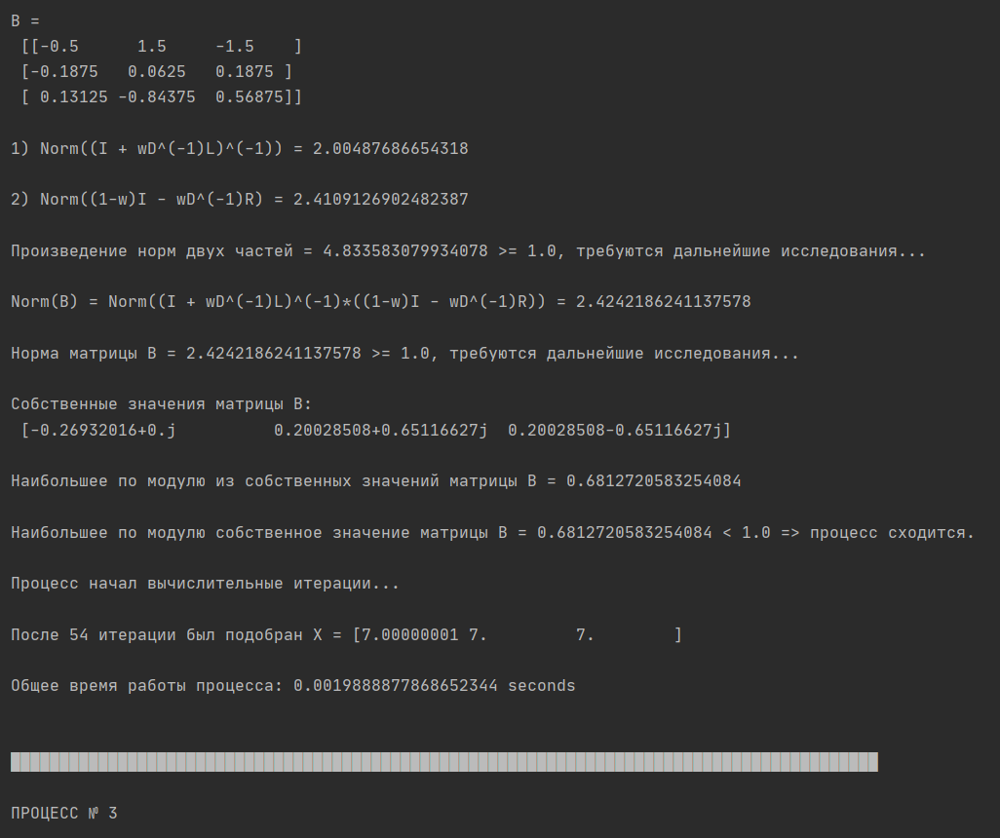 B =
[[-0.5 1.5 -1.5 ]
[-0.1875 0.0625 0.1875 ]
[ 0.13125 -0.84375 0.56875]]
1) Norm((I + wD^(-1)L)^(-1)) = 2.00487686654318
2) Norm((1-w)I - wD^(-1)R) = 2.4109126902482387
Произведение норм двух частей = 4.833583079934078 >= 1.0, требуются дальнейшие исследования...
Norm(B) = Norm((I + wD^(-1)L)^(-1)*((1-w)I - wD^(-1)R)) = 2.4242186241137578
Норма матрицы B = 2.4242186241137578 >= 1.0, требуются дальнейшие исследования...
Собственные значения матрицы B:
[-0.26932016+0.j 0.20028508+0.65116627j 0.20028508-0.65116627j]
Наибольшее по модулю из собственных значений матрицы B = 0.6812720583254084
Наибольшее по модулю собственное значение матрицы B = 0.6812720583254084 < 1.0 => процесс сходится.
Процесс начал вычислительные итерации...
После 54 итерации был подобран X = [7.00000001 7. 7. ]
Общее время работы процесса: 0.0019888877868652344 seconds
ПРОЦЕСС № 3